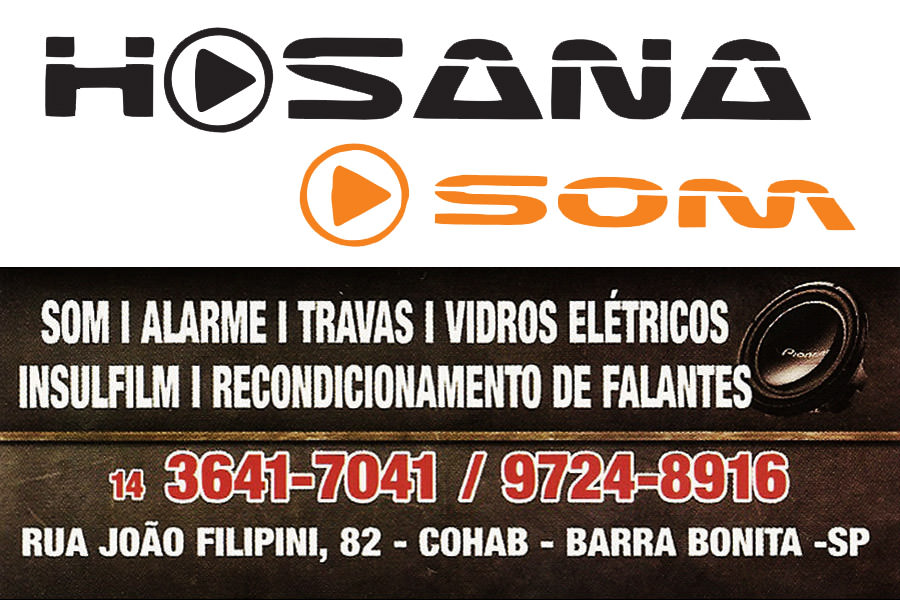 HOSANA
SOM
SOM | ALARME | TRAVAS | VIDROS ELÉTRICOS
INSULFILM | RECONDICIONAMENTO DE FALANTES
Pioneer
14 3641-7041 / 9724-8916
RUA JOÃO FILIPINI, 82 - COHAB - BARRA BONITA -SP